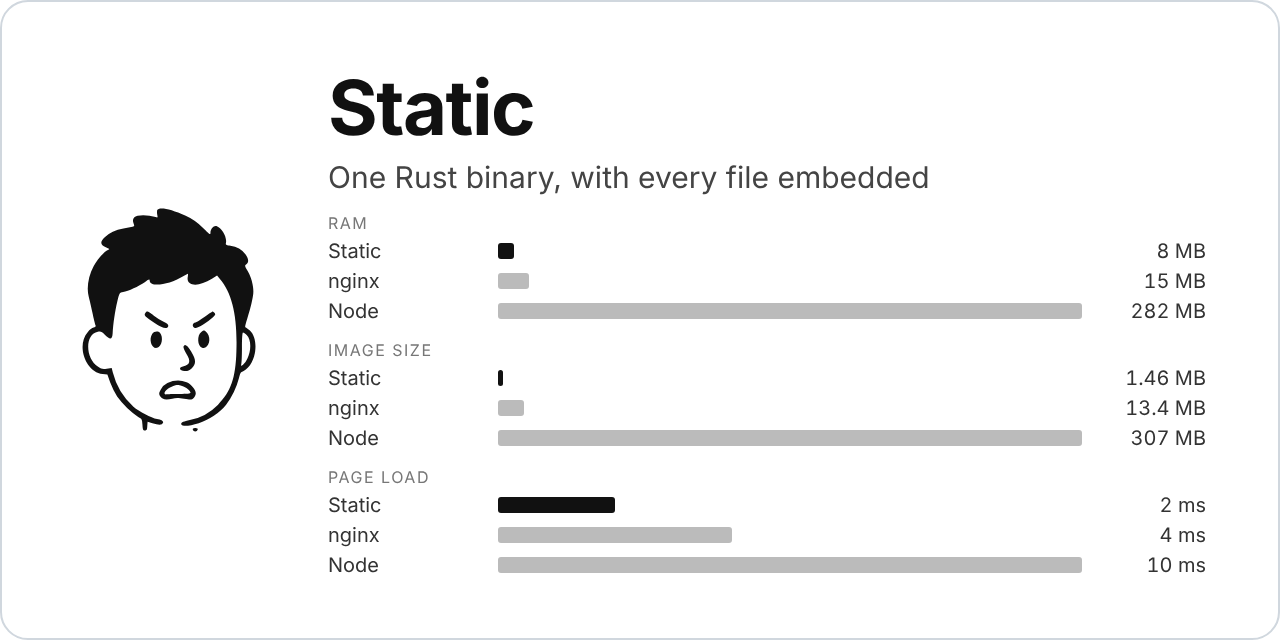 Static
One Rust binary, with every file embedded
RAM
Static 8 MB
nginx 15 MB
Node 282 MB
IMAGE SIZE
Static 1.46 MB
nginx 13.4 MB
Node 307 MB
PAGE LOAD
Static 2 ms
nginx 4 ms
Node 10 ms